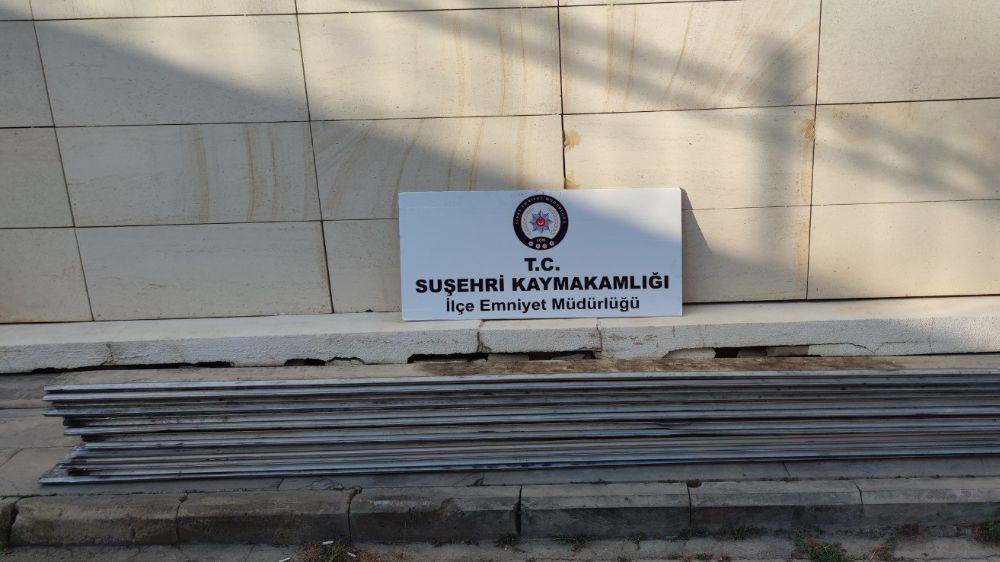 T.C.
SUŞEHRİ KAYMAKAMLIĞI
İlçe Emniyet Müdürlüğü